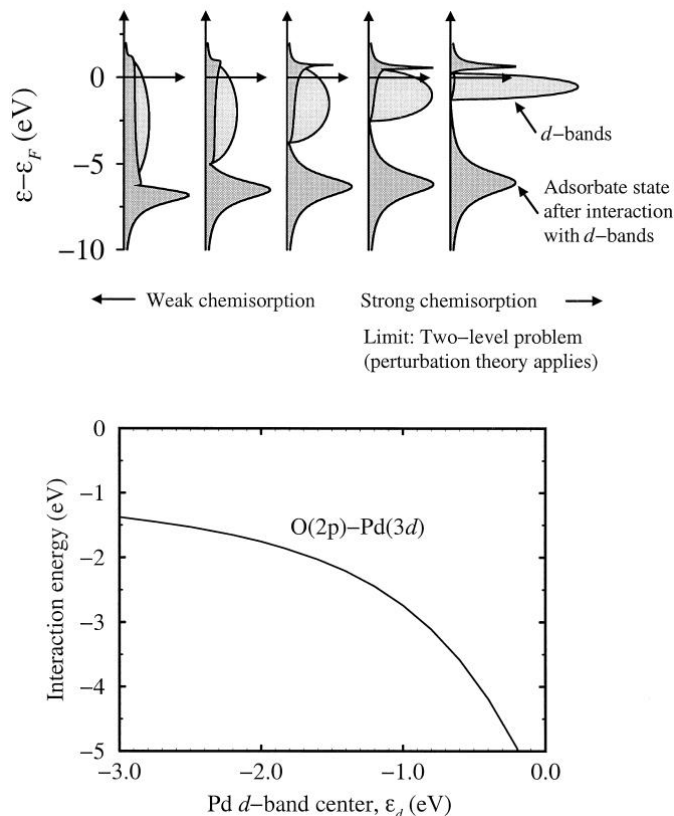 ε−ε_F (eV)
0
−5
−10
d−bands
Adsorbate state
after interaction
with d−bands
Weak chemisorption
Strong chemisorption
Limit: Two−level problem
(perturbation theory applies)
Interaction energy (eV)
0
−1
−2
−3
−4
−5
O(2p)−Pd(3d)
−3.0
−2.0
−1.0
0.0
Pd d−band center, ε_d (eV)